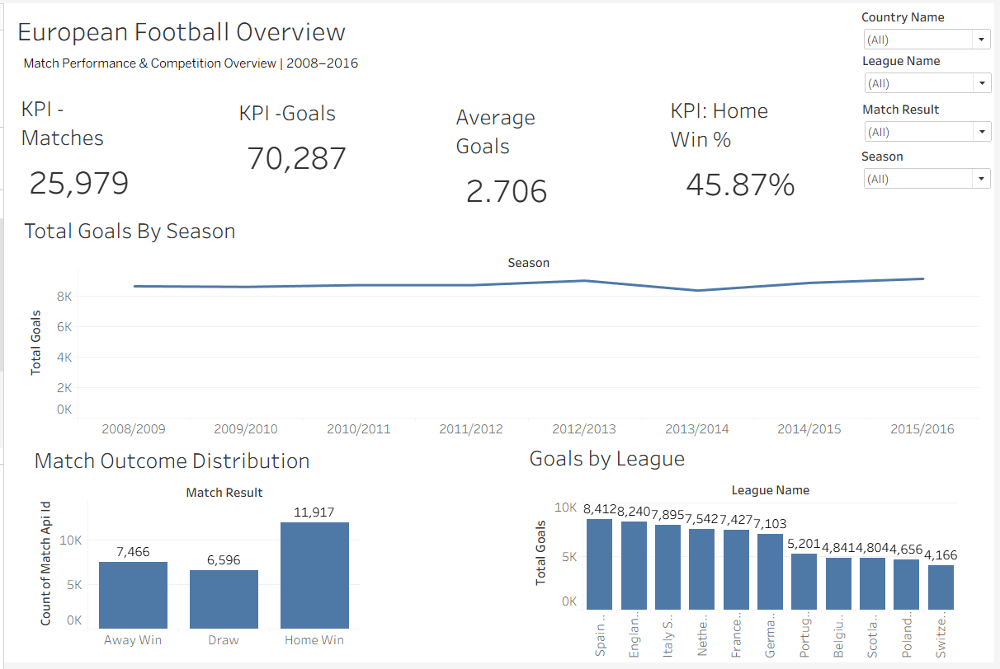 European Football Overview
Match Performance & Competition Overview | 2008–2016
Country Name
(All)
League Name
(All)
Match Result
(All)
Season
(All)
KPI -
Matches
25,979
KPI -Goals
70,287
Average
Goals
2.706
KPI: Home
Win %
45.87%
Total Goals By Season
Season
Total Goals
8K
6K
4K
2K
0K
2008/2009 2009/2010 2010/2011 2011/2012 2012/2013 2013/2014 2014/2015 2015/2016
Match Outcome Distribution
Match Result
Count of Match Api Id
10K
5K
0K
7,466 6,596 11,917
Away Win Draw Home Win
Goals by League
League Name
Total Goals
10K
5K
0K
8,412 8,240 7,895 7,542 7,427 7,103 5,201 4,841 4,804 4,656 4,166
Spain ..
Englan..
Italy S..
Nethe..
France..
Germa..
Portug..
Belgiu..
Scotla..
Poland..
Switze..